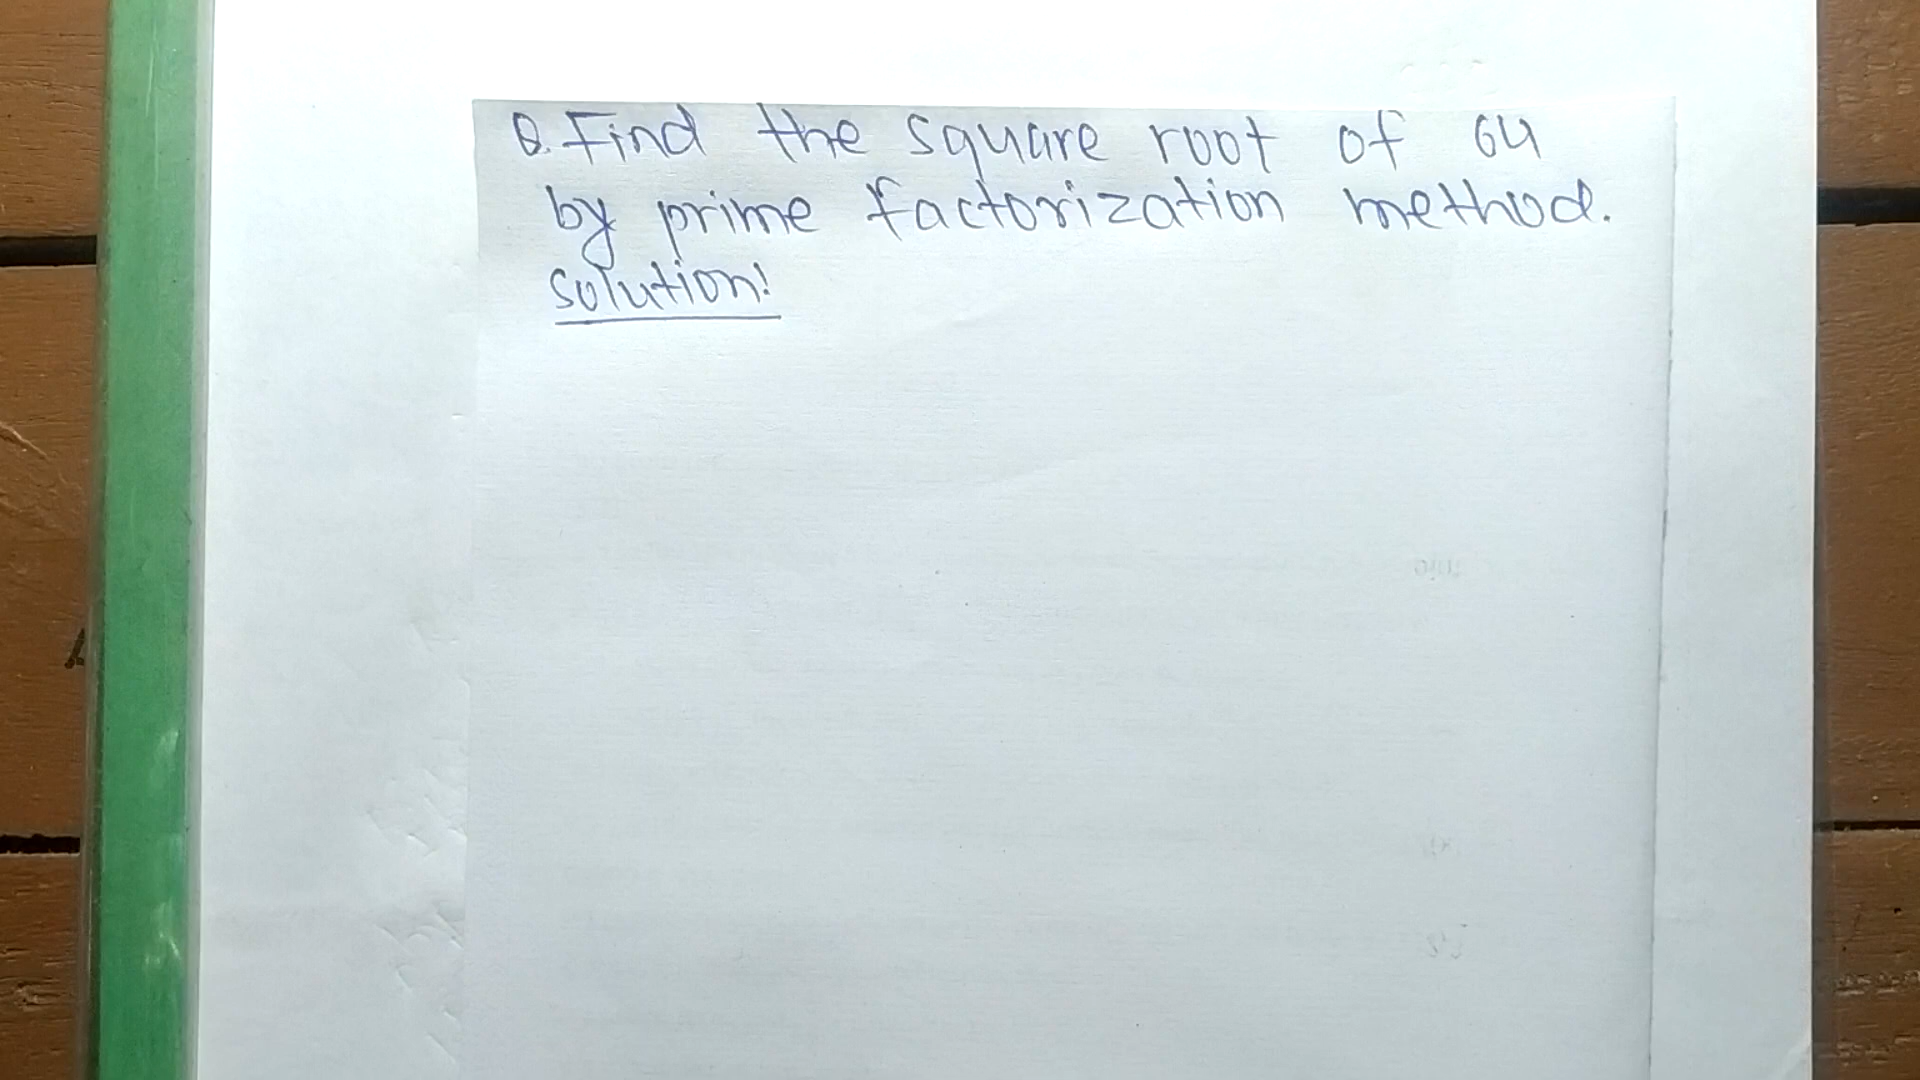 Q. Find the square root of 64
by prime factorization method.
solution: